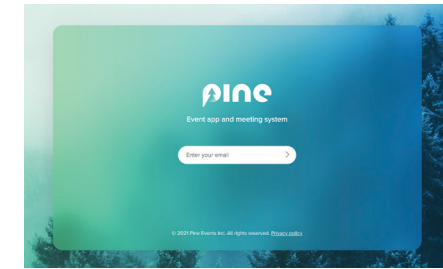 pine
Event app and meeting system
Enter your email
© 2021 Pine Events Inc. All rights reserved. Privacy policy